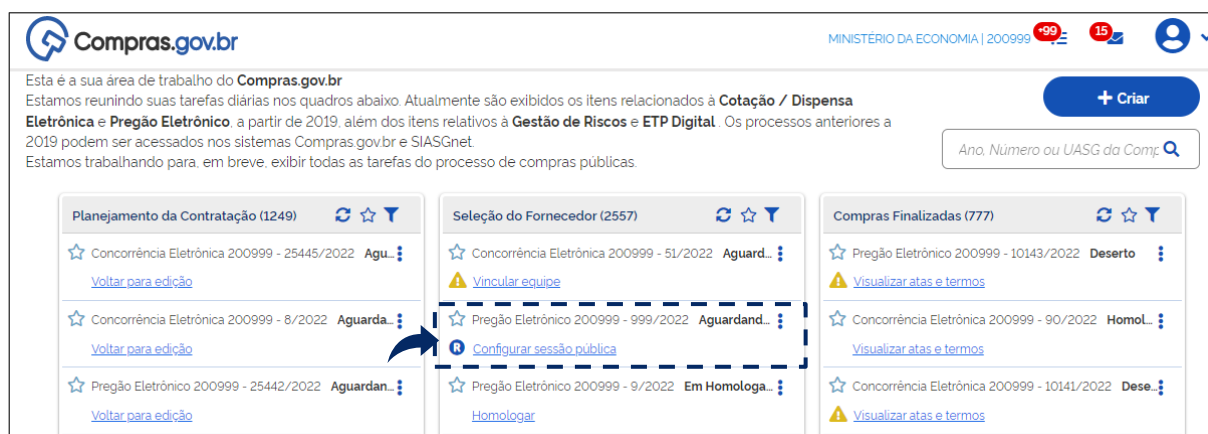 Compras.gov.br
MINISTÉRIO DA ECONOMIA | 200999
+99
15
Esta é a sua área de trabalho do Compras.gov.br
Estamos reunindo suas tarefas diárias nos quadros abaixo. Atualmente são exibidos os itens relacionados à Cotação / Dispensa
Eletrônica e Pregão Eletrônico, a partir de 2019, além dos itens relativos à Gestão de Riscos e ETP Digital . Os processos anteriores a
2019 podem ser acessados nos sistemas Compras.gov.br e SIASGnet.
Estamos trabalhando para, em breve, exibir todas as tarefas do processo de compras públicas.
+ Criar
Ano, Número ou UASG da Comp
Planejamento da Contratação (1249)
Concorrência Eletrônica 200999 - 25445/2022 Agu...
Voltar para edição
Concorrência Eletrônica 200999 - 8/2022 Aguarda...
Voltar para edição
Pregão Eletrônico 200999 - 25442/2022 Aguardan...
Voltar para edição
Seleção do Fornecedor (2557)
Concorrência Eletrônica 200999 - 51/2022 Aguard...
Vincular equipe
Pregão Eletrônico 200999 - 999/2022 Aguardand...
R Configurar sessão pública
Pregão Eletrônico 200999 - 9/2022 Em Homologa...
Homologar
Compras Finalizadas (777)
Pregão Eletrônico 200999 - 10143/2022 Deserto
Visualizar atas e termos
Concorrência Eletrônica 200999 - 90/2022 Homol...
Visualizar atas e termos
Concorrência Eletrônica 200999 - 10141/2022 Dese...
Visualizar atas e termos